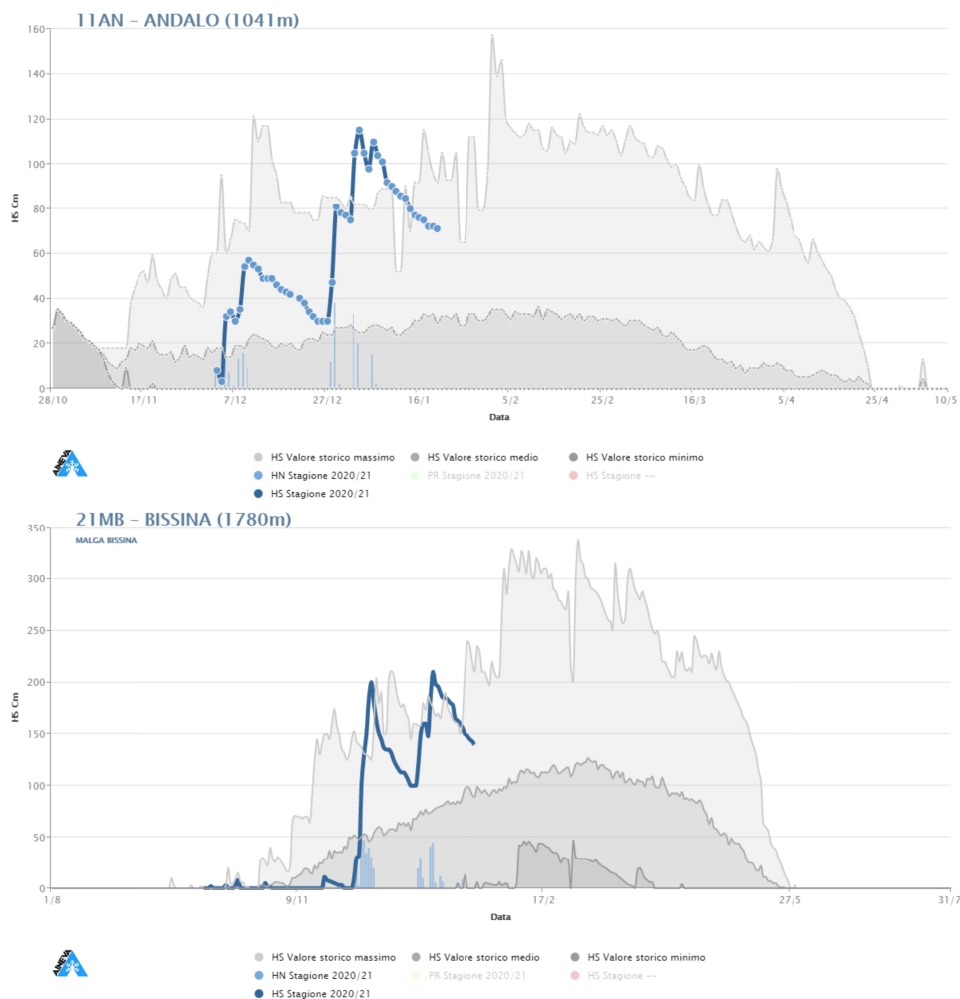 11AN - ANDALO (1041m)
160
140
120
100
80
60
40
20
0
HS Cm
28/10 17/11 7/12 27/12 16/1 5/2 25/2 16/3 5/4 25/4 10/5
Data
AINEVA
HS Valore storico massimo HS Valore storico medio HS Valore storico minimo
HN Stagione 2020/21 PR Stagione 2020/21 HS Stagione --
HS Stagione 2020/21
21MB - BISSINA (1780m)
MALGA BISSINA
350
300
250
200
150
100
50
0
HS Cm
1/8 9/11 17/2 27/5 31/7
Data
AINEVA
HS Valore storico massimo HS Valore storico medio HS Valore storico minimo
HN Stagione 2020/21 PR Stagione 2020/21 HS Stagione --
HS Stagione 2020/21